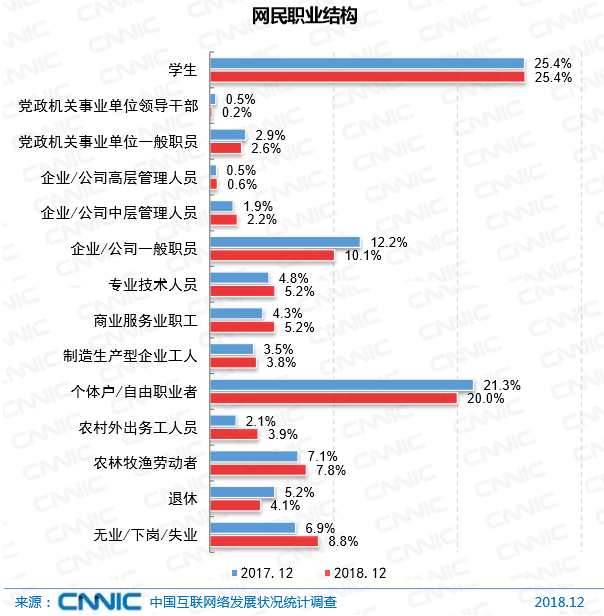 网民职业结构
学生 25.4%
25.4%
党政机关事业单位领导干部 0.5%
0.2%
党政机关事业单位一般职员 2.9%
2.6%
企业/公司高层管理人员 0.5%
0.6%
企业/公司中层管理人员 1.9%
2.2%
企业/公司一般职员 12.2%
10.1%
专业技术人员 4.8%
5.2%
商业服务业职工 4.3%
5.2%
制造生产型企业工人 3.5%
3.8%
个体户/自由职业者 21.3%
20.0%
农村外出务工人员 2.1%
3.9%
农林牧渔劳动者 7.1%
7.8%
退休 5.2%
4.1%
无业/下岗/失业 6.9%
8.8%
2017.12 2018.12
来源: CNNIC 中国互联网络发展状况统计调查 2018.12